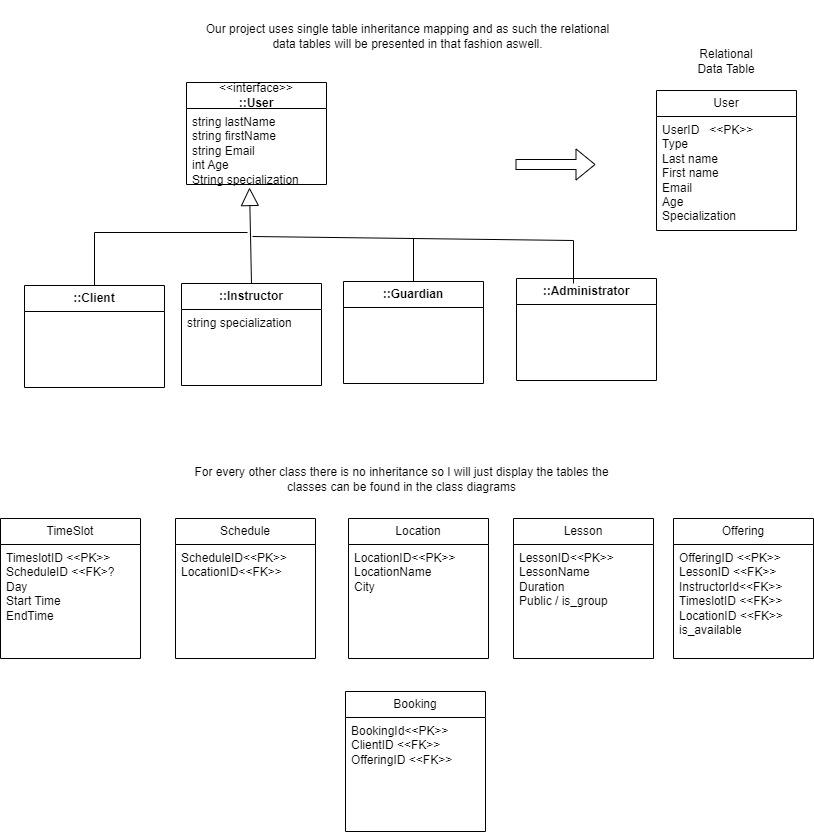 Our project uses single table inheritance mapping and as such the relational
data tables will be presented in that fashion aswell.
Relational
Data Table
<<interface>>
::User
string lastName
string firstName
string Email
int Age
String specialization
User
UserID <<PK>>
Type
Last name
First name
Email
Age
Specialization
::Client
::Instructor
string specialization
::Guardian
::Administrator
For every other class there is no inheritance so I will just display the tables the
classes can be found in the class diagrams
TimeSlot
TimeslotID <<PK>>
ScheduleID <<FK>?
Day
Start Time
EndTime
Schedule
ScheduleID<<PK>>
LocationID<<FK>>
Location
LocationID<<PK>>
LocationName
City
Lesson
LessonID<<PK>>
LessonName
Duration
Public / is_group
Offering
OfferingID <<PK>>
LessonID <<FK>>
InstructorId<<FK>>
TimeslotID <<FK>>
LocationID <<FK>>
is_available
Booking
BookingId<<PK>>
ClientID <<FK>>
OfferingID <<FK>>